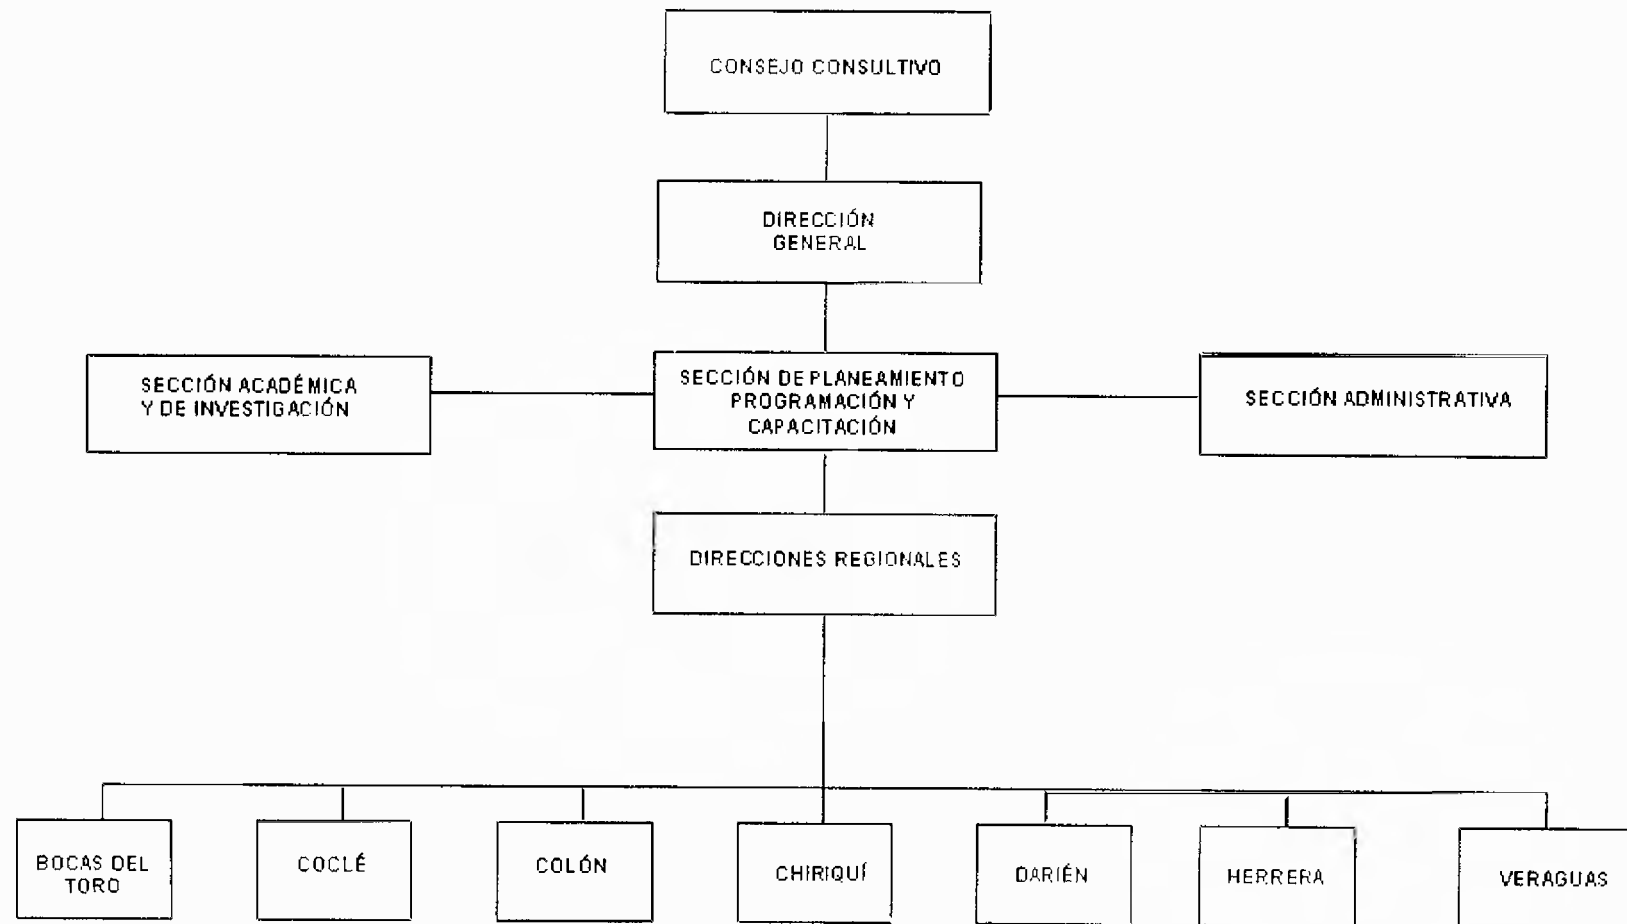 CONSEJO CONSULTIVO
DIRECCIÓN
GENERAL
SECCIÓN ACADÉMICA
Y DE INVESTIGACIÓN
SECCIÓN DE PLANEAMIENTO
PROGRAMACIÓN Y
CAPACITACIÓN
SECCIÓN ADMINISTRATIVA
DIRECCIONES REGIONALES
BOCAS DEL
TORO
COCLÉ
COLÓN
CHIRIQUÍ
DARIÉN
HERRERA
VERAGUAS